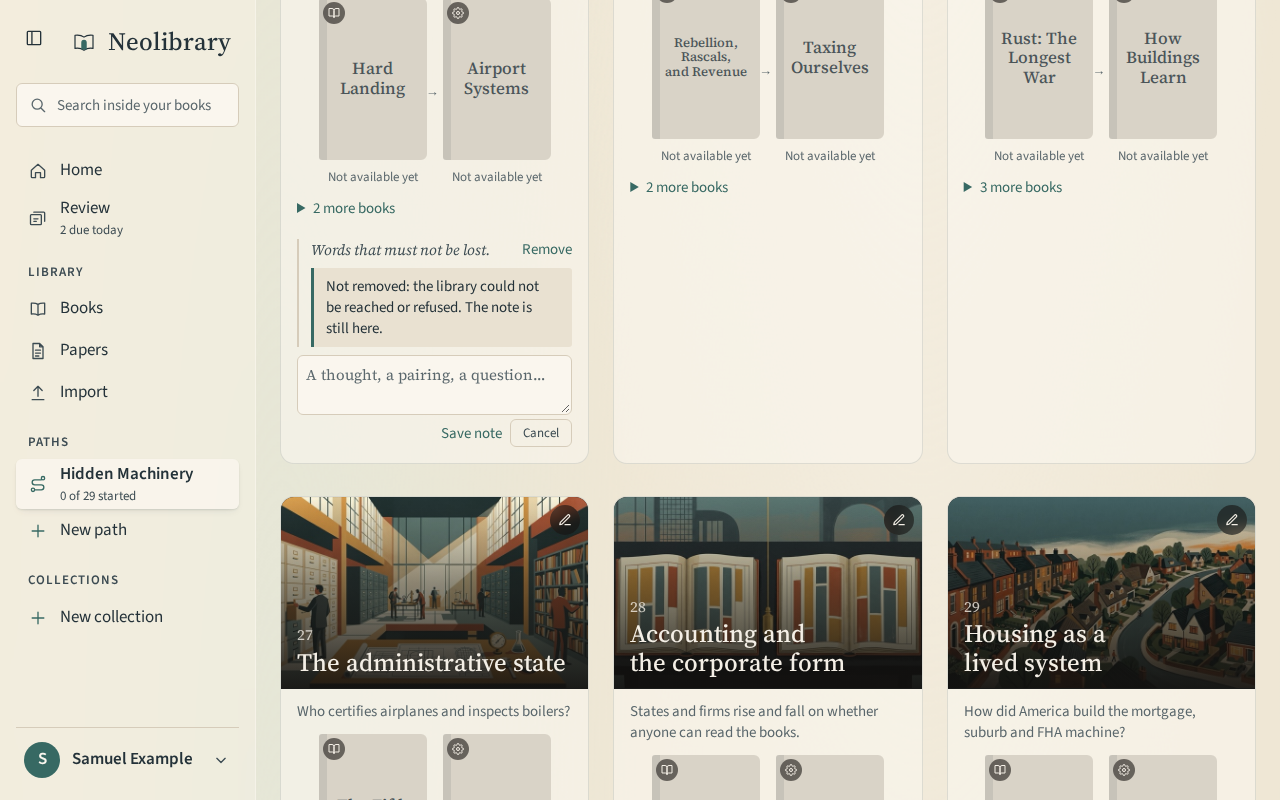 Neolibrary
Search inside your books
Home
Review
2 due today
LIBRARY
Books
Papers
Import
PATHS
Hidden Machinery
0 of 29 started
New path
COLLECTIONS
New collection
S
Samuel Example
Hard
Landing
→
Airport
Systems
Not available yet
Not available yet
2 more books
Words that must not be lost.
Remove
Not removed: the library could not
be reached or refused. The note is
still here.
A thought, a pairing, a question...
Save note
Cancel
Rebellion,
Rascals,
and Revenue
→
Taxing
Ourselves
Not available yet
Not available yet
2 more books
Rust: The
Longest
War
→
How
Buildings
Learn
Not available yet
Not available yet
3 more books
27
The administrative state
Who certifies airplanes and inspects boilers?
28
Accounting and
the corporate form
States and firms rise and fall on whether
anyone can read the books.
29
Housing as a
lived system
How did America build the mortgage,
suburb and FHA machine?